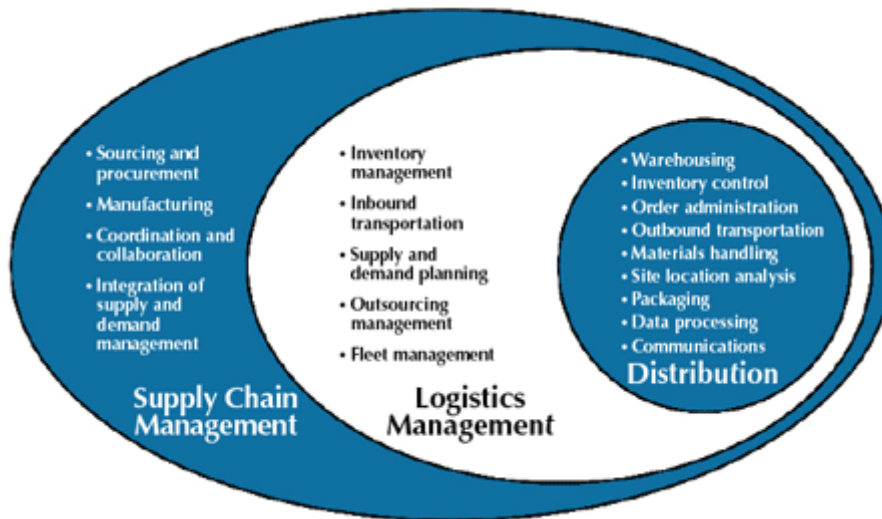 • Sourcing and
procurement
• Manufacturing
• Coordination and
collaboration
• Integration of
supply and
demand
management
Supply Chain
Management
• Inventory
management
• Inbound
transportation
• Supply and
demand planning
• Outsourcing
management
• Fleet management
Logistics
Management
• Warehousing
• Inventory control
• Order administration
• Outbound transportation
• Materials handling
• Site location analysis
• Packaging
• Data processing
• Communications
Distribution